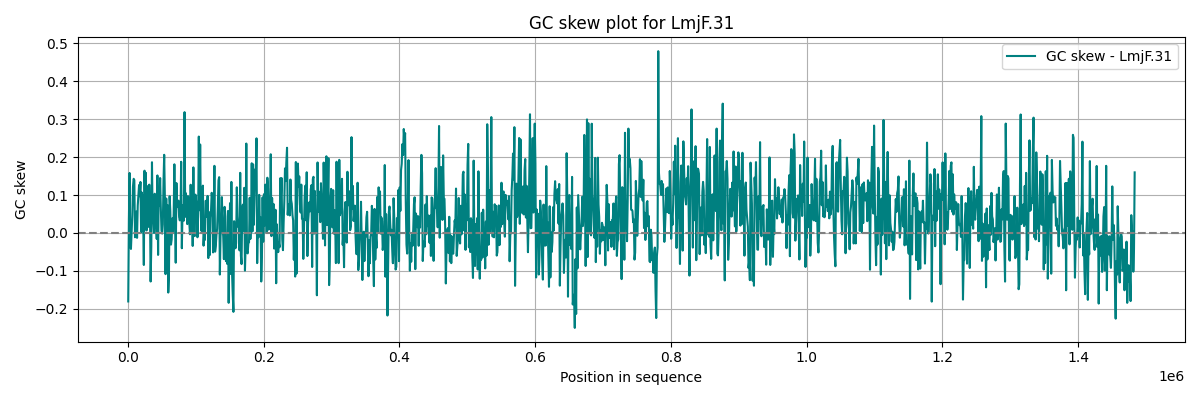 GC skew plot for LmjF.31
GC skew - LmjF.31
GC skew
0.5
0.4
0.3
0.2
0.1
0.0
−0.1
−0.2
0.0 0.2 0.4 0.6 0.8 1.0 1.2 1.4
1e6
Position in sequence